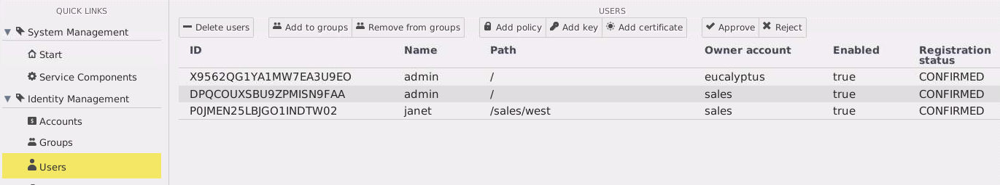 QUICK LINKS
System Management
Start
Service Components
Identity Management
Accounts
Groups
Users
USERS
Delete users Add to groups Remove from groups Add policy Add key Add certificate Approve Reject
ID Name Path Owner account Enabled Registration status
X9562QG1YA1MW7EA3U9EO admin / eucalyptus true CONFIRMED
DPQCOUXSBU9ZPMISN9FAA admin / sales true CONFIRMED
P0JMEN25LBJGO1INDTW02 janet /sales/west sales true CONFIRMED